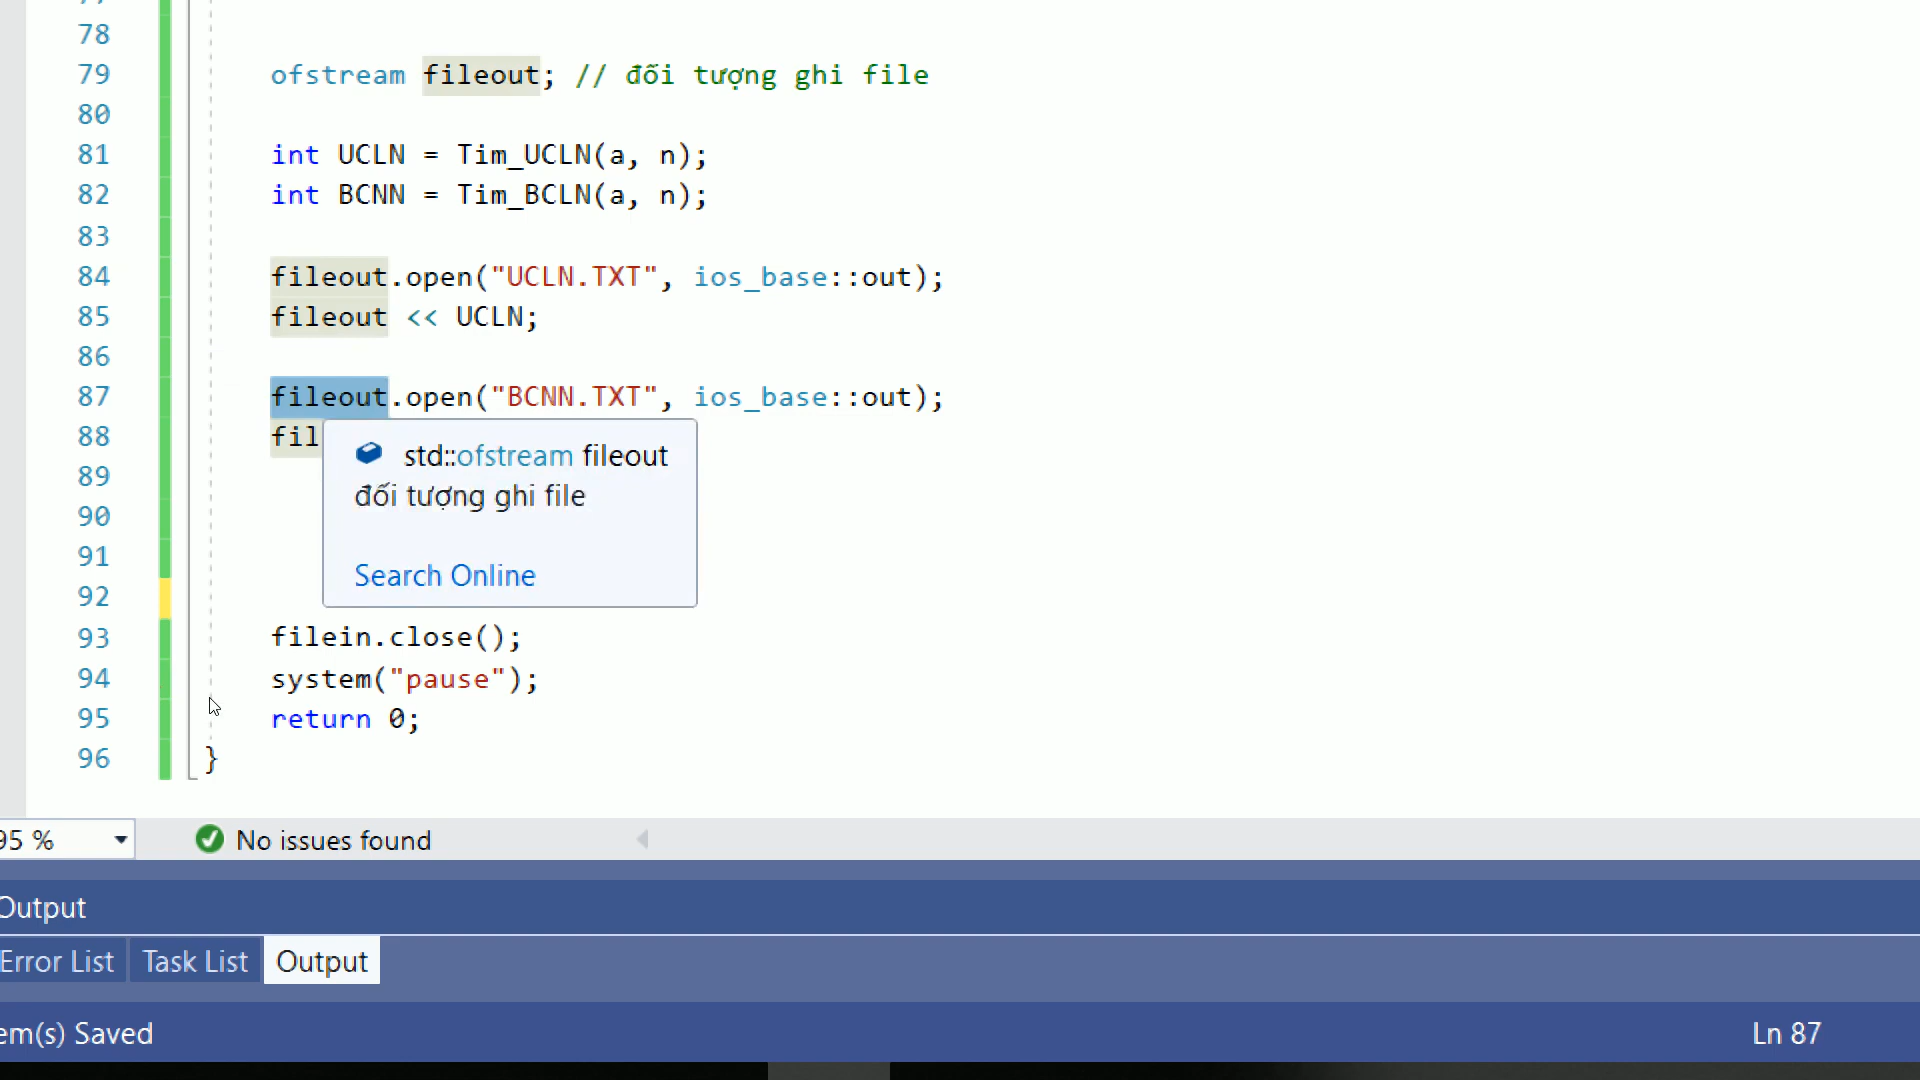 78
79 ofstream fileout; // đối tượng ghi file
80
81 int UCLN = Tim_UCLN(a, n);
82 int BCNN = Tim_BCLN(a, n);
83
84 fileout.open("UCLN.TXT", ios_base::out);
85 fileout << UCLN;
86
87 fileout.open("BCNN.TXT", ios_base::out);
88 fil
std::ofstream fileout
89
đối tượng ghi file
90
91
Search Online
92
93 filein.close();
94 system("pause");
95 return 0;
96 }
95 % No issues found
Output
Error List Task List Output
em(s) Saved Ln 87